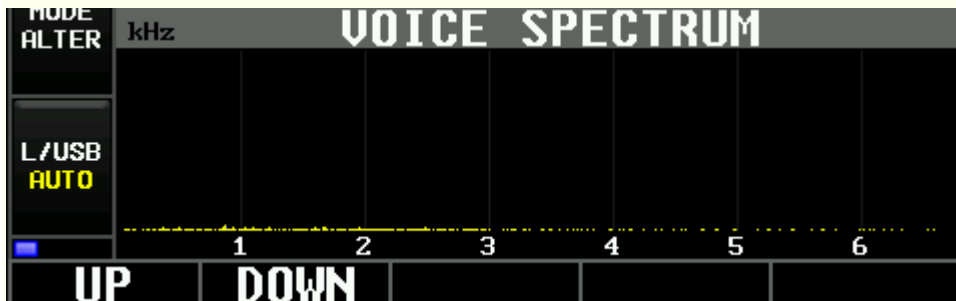 MODE
ALTER
kHz
VOICE SPECTRUM
L/USB
AUTO
1 2 3 4 5 6
UP DOWN